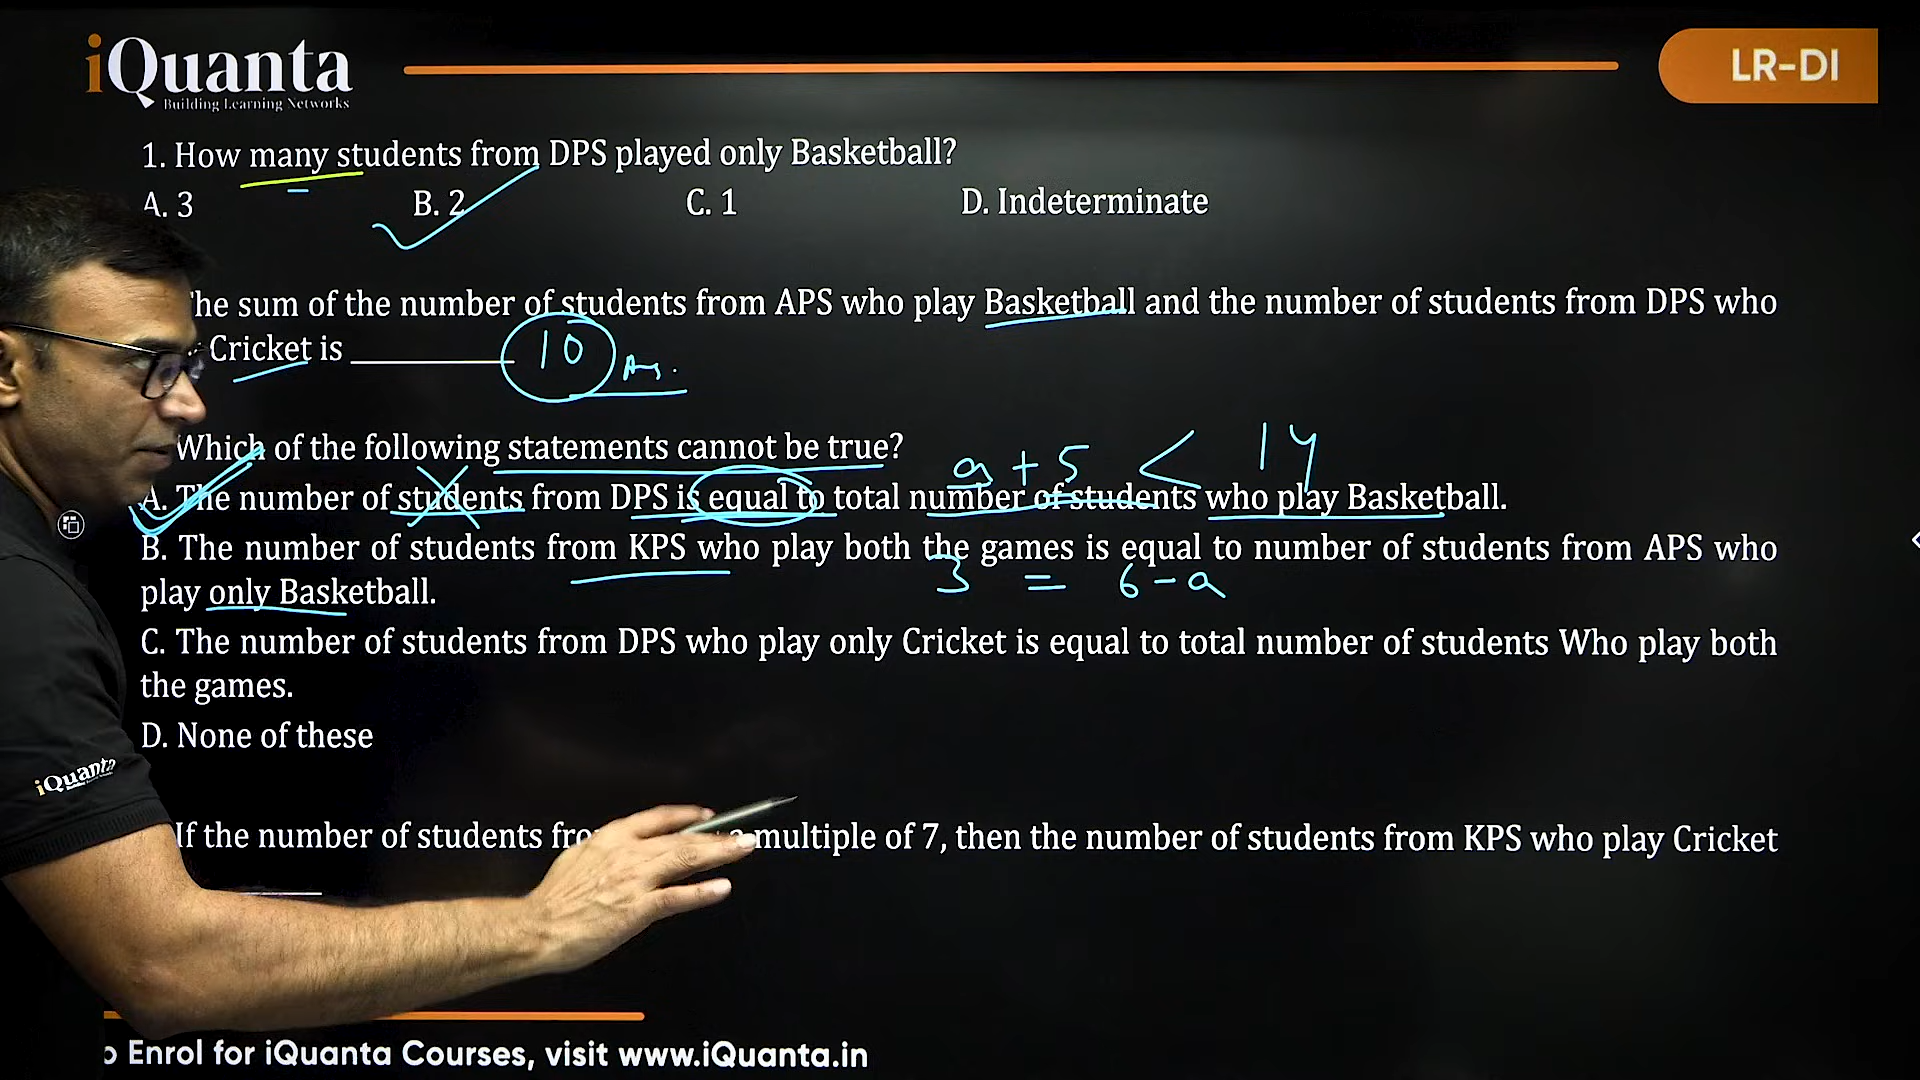 iQuanta
Building Learning Networks
LR-DI
1. How many students from DPS played only Basketball?
A. 3 B. 2 C. 1 D. Indeterminate
The sum of the number of students from APS who play Basketball and the number of students from DPS who
Cricket is __________ 10 Ans.
Which of the following statements cannot be true?
a + 5 < 14
A. The number of students from DPS is equal to total number of students who play Basketball.
B. The number of students from KPS who play both the games is equal to number of students from APS who
play only Basketball.
3 = 6 - a
C. The number of students from DPS who play only Cricket is equal to total number of students Who play both
the games.
D. None of these
iQuanta
If the number of students a multiple of 7, then the number of students from KPS who play Cricket
Enrol for iQuanta Courses, visit www.iQuanta.in